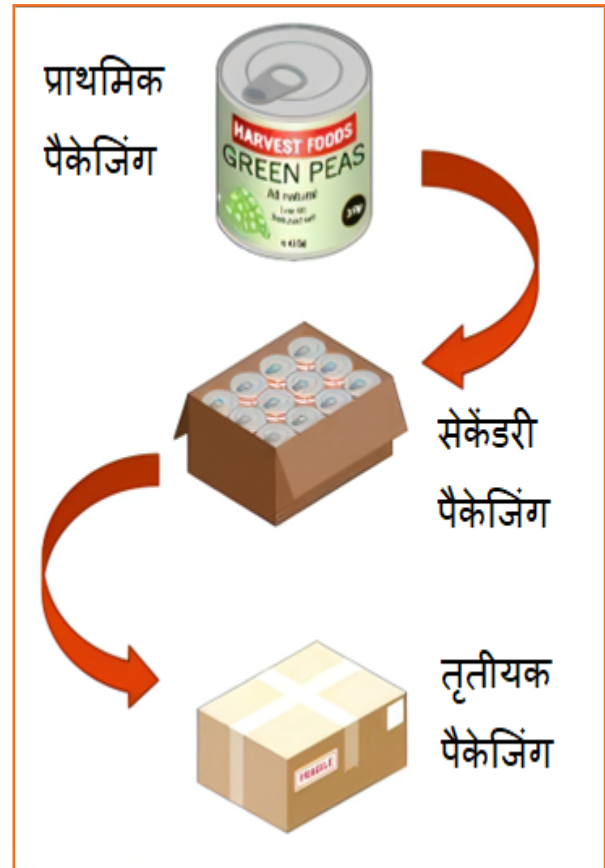 प्राथमिक
पैकेजिंग
HARVEST FOODS
GREEN PEAS
All natural
सेकेंडरी
पैकेजिंग
तृतीयक
पैकेजिंग
FRAGILE